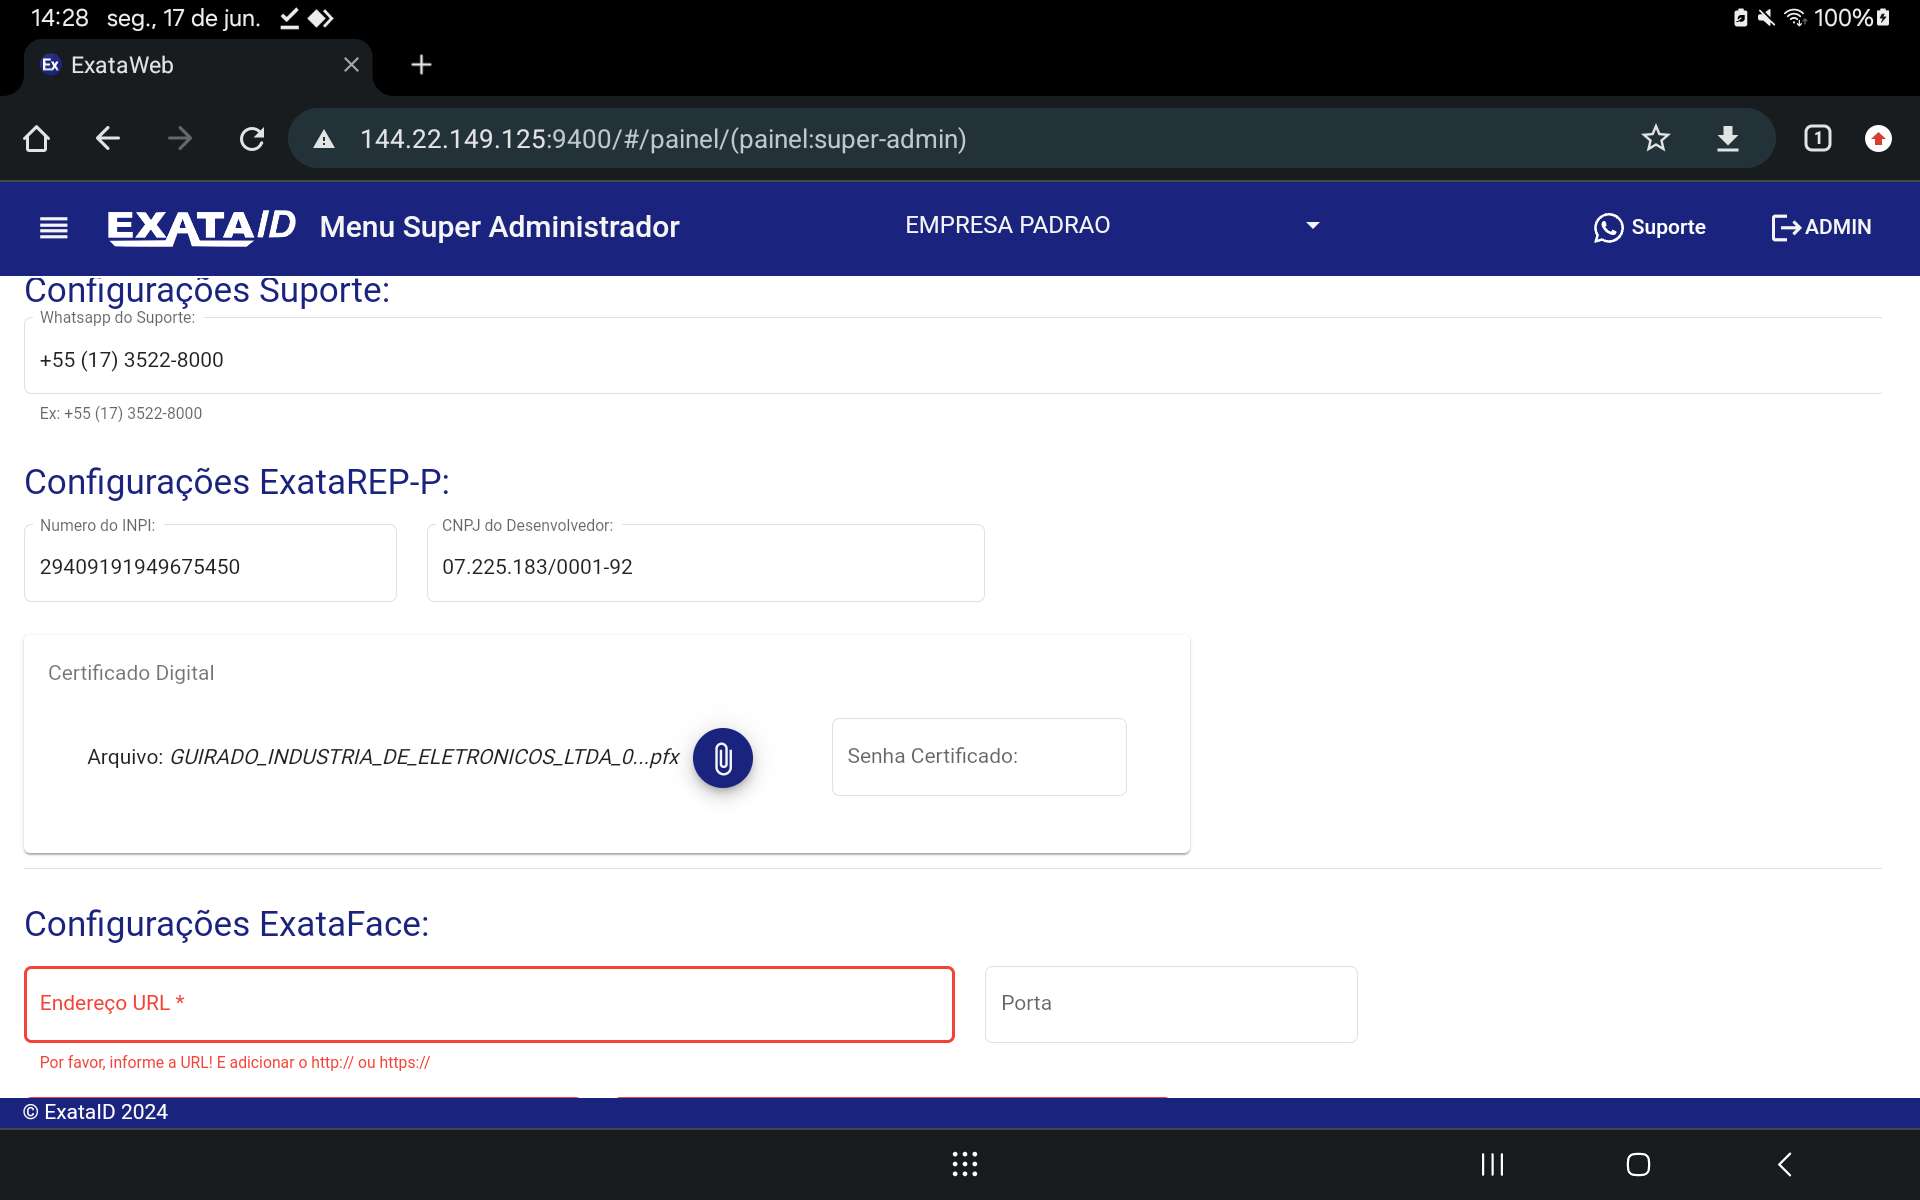 14:28 seg., 17 de jun. 100%
Ex ExataWeb
144.22.149.125:9400/#/painel/(painel:super-admin) 1
EXATAID Menu Super Administrador EMPRESA PADRAO Suporte ADMIN
Configurações Suporte:
Whatsapp do Suporte:
+55 (17) 3522-8000
Ex: +55 (17) 3522-8000
Configurações ExataREP-P:
Numero do INPI: CNPJ do Desenvolvedor:
29409191949675450 07.225.183/0001-92
Certificado Digital
Arquivo: GUIRADO_INDUSTRIA_DE_ELETRONICOS_LTDA_0...pfx Senha Certificado:
Configurações ExataFace:
Endereço URL * Porta
Por favor, informe a URL! E adicionar o http:// ou https://
© ExataID 2024